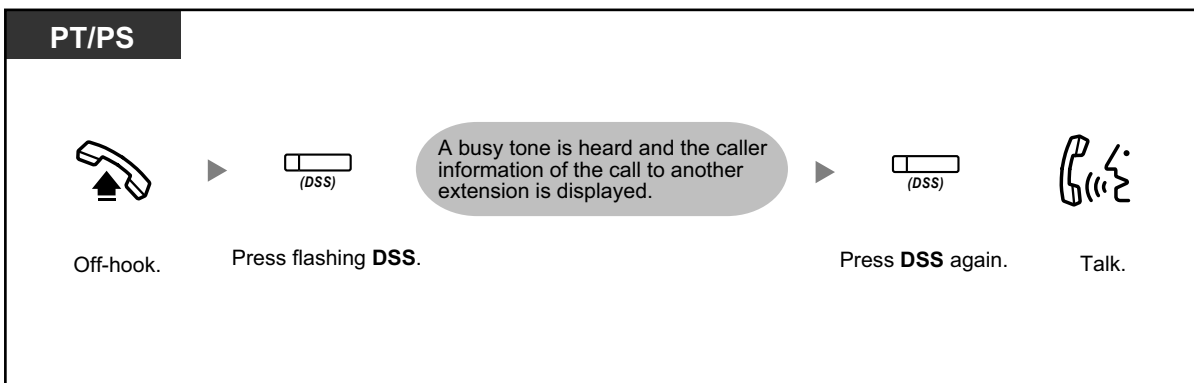 PT/PS
A busy tone is heard and the caller
information of the call to another
extension is displayed.
(DSS)
(DSS)
Off-hook.
Press flashing DSS.
Press DSS again.
Talk.